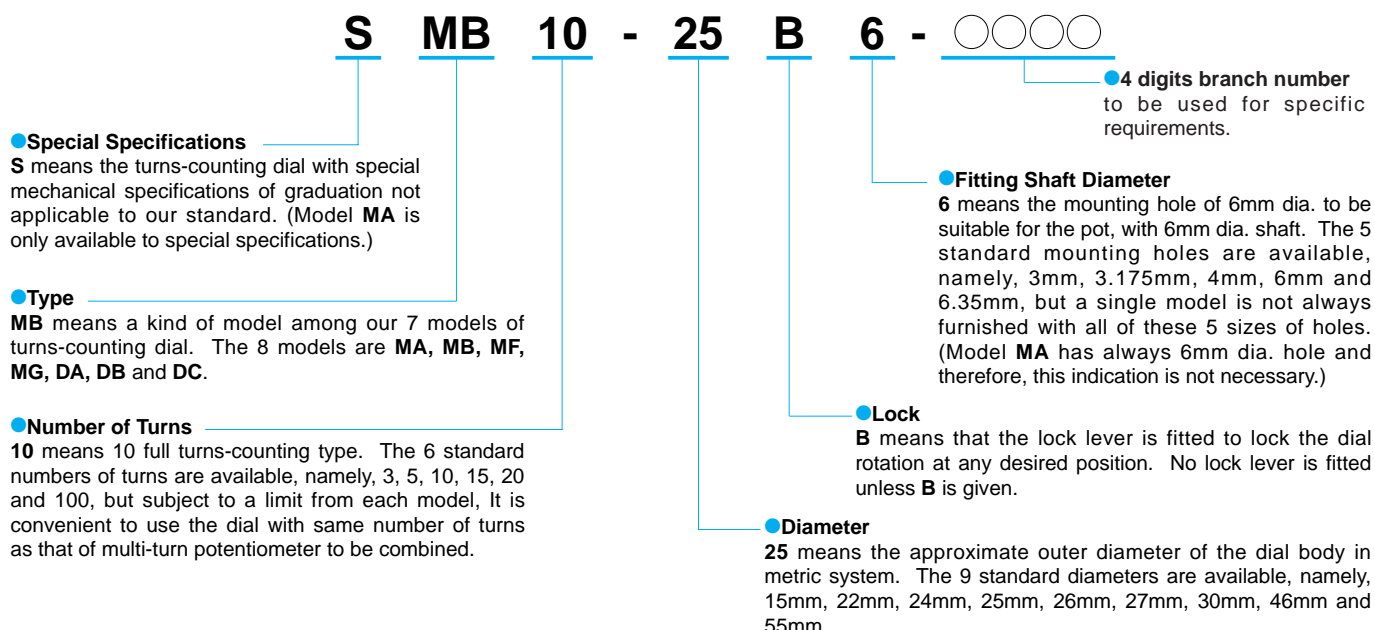 S MB 10 - 25 B 6 - ○○○○
●4 digits branch number
to be used for specific
requirements.
●Special Specifications
S means the turns-counting dial with special
mechanical specifications of graduation not
applicable to our standard. (Model MA is
only available to special specifications.)
●Type
MB means a kind of model among our 7 models of
turns-counting dial. The 8 models are MA, MB, MF,
MG, DA, DB and DC.
●Number of Turns
10 means 10 full turns-counting type. The 6 standard
numbers of turns are available, namely, 3, 5, 10, 15, 20
and 100, but subject to a limit from each model, It is
convenient to use the dial with same number of turns
as that of multi-turn potentiometer to be combined.
●Fitting Shaft Diameter
6 means the mounting hole of 6mm dia. to be
suitable for the pot, with 6mm dia. shaft. The 5
standard mounting holes are available,
namely, 3mm, 3.175mm, 4mm, 6mm and
6.35mm, but a single model is not always
furnished with all of these 5 sizes of holes.
(Model MA has always 6mm dia. hole and
therefore, this indication is not necessary.)
●Lock
B means that the lock lever is fitted to lock the dial
rotation at any desired position. No lock lever is fitted
unless B is given.
●Diameter
25 means the approximate outer diameter of the dial body in
metric system. The 9 standard diameters are available, namely,
15mm, 22mm, 24mm, 25mm, 26mm, 27mm, 30mm, 46mm and
55mm